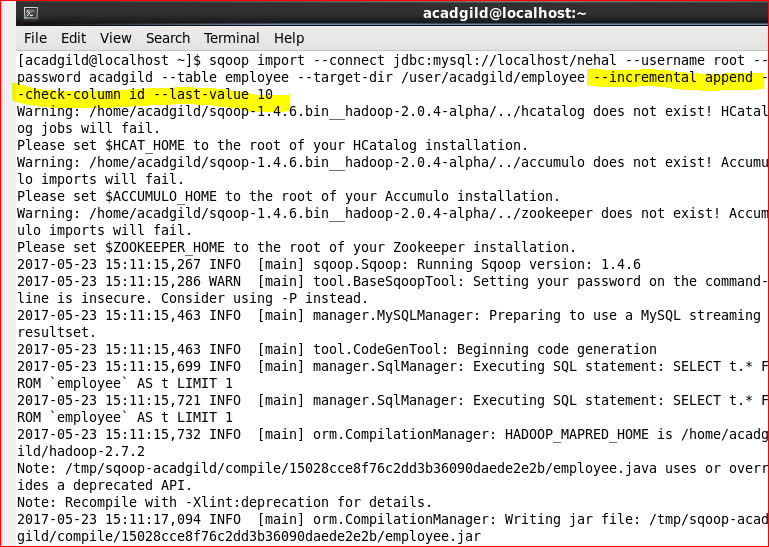 acadgild@localhost:~
File Edit View Search Terminal Help
[acadgild@localhost ~]$ sqoop import --connect jdbc:mysql://localhost/nehal --username root --
password acadgild --table employee --target-dir /user/acadgild/employee --incremental append -
-check-column id --last-value 10
Warning: /home/acadgild/sqoop-1.4.6.bin__hadoop-2.0.4-alpha/../hcatalog does not exist! HCatal
og jobs will fail.
Please set $HCAT_HOME to the root of your HCatalog installation.
Warning: /home/acadgild/sqoop-1.4.6.bin__hadoop-2.0.4-alpha/../accumulo does not exist! Accumu
lo imports will fail.
Please set $ACCUMULO_HOME to the root of your Accumulo installation.
Warning: /home/acadgild/sqoop-1.4.6.bin__hadoop-2.0.4-alpha/../zookeeper does not exist! Accum
ulo imports will fail.
Please set $ZOOKEEPER_HOME to the root of your Zookeeper installation.
2017-05-23 15:11:15,267 INFO  [main] sqoop.Sqoop: Running Sqoop version: 1.4.6
2017-05-23 15:11:15,286 WARN  [main] tool.BaseSqoopTool: Setting your password on the command-
line is insecure. Consider using -P instead.
2017-05-23 15:11:15,463 INFO  [main] manager.MySQLManager: Preparing to use a MySQL streaming
resultset.
2017-05-23 15:11:15,463 INFO  [main] tool.CodeGenTool: Beginning code generation
2017-05-23 15:11:15,699 INFO  [main] manager.SqlManager: Executing SQL statement: SELECT t.* F
ROM `employee` AS t LIMIT 1
2017-05-23 15:11:15,721 INFO  [main] manager.SqlManager: Executing SQL statement: SELECT t.* F
ROM `employee` AS t LIMIT 1
2017-05-23 15:11:15,732 INFO  [main] orm.CompilationManager: HADOOP_MAPRED_HOME is /home/acadg
ild/hadoop-2.7.2
Note: /tmp/sqoop-acadgild/compile/15028cce8f76c2dd3b36090daede2e2b/employee.java uses or overr
ides a deprecated API.
Note: Recompile with -Xlint:deprecation for details.
2017-05-23 15:11:17,094 INFO  [main] orm.CompilationManager: Writing jar file: /tmp/sqoop-acad
gild/compile/15028cce8f76c2dd3b36090daede2e2b/employee.jar